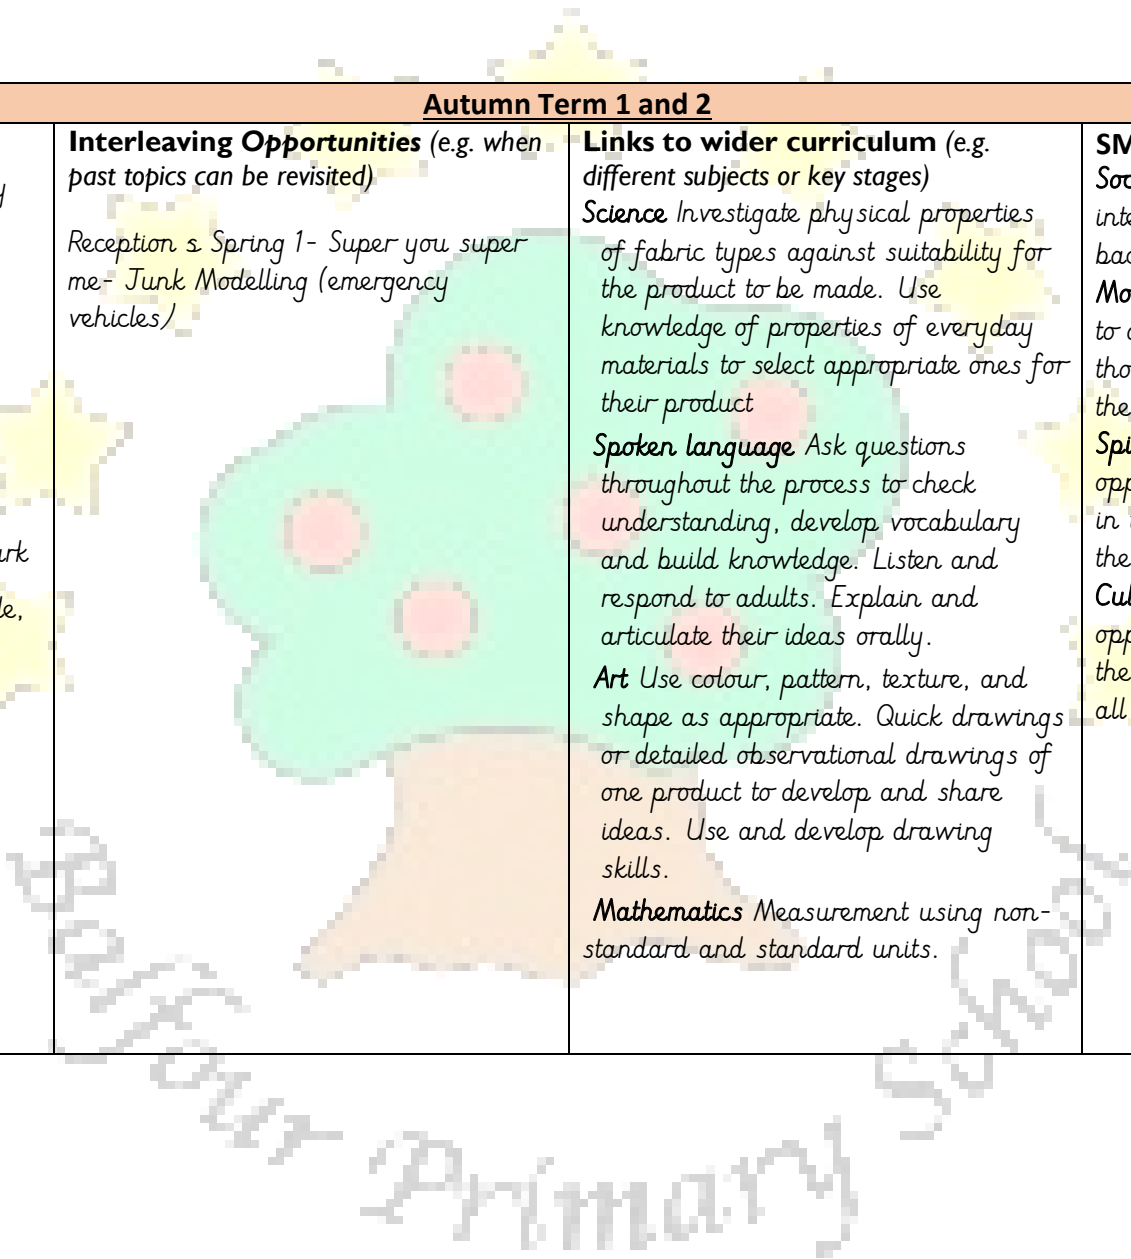 Autumn Term 1 and 2
Interleaving Opportunities (e.g. when
past topics can be revisited)
Reception s Spring 1- Super you super
me- Junk Modelling (emergency
vehicles)
Links to wider curriculum (e.g.
different subjects or key stages)
Science Investigate physical properties
of fabric types against suitability for
the product to be made. Use
knowledge of properties of everyday
materials to select appropriate ones for
their product
Spoken language Ask questions
throughout the process to check
understanding, develop vocabulary
and build knowledge. Listen and
respond to adults. Explain and
articulate their ideas orally.
Art Use colour, pattern, texture, and
shape as appropriate. Quick drawings
or detailed observational drawings of
one product to develop and share
ideas. Use and develop drawing
skills.
Mathematics Measurement using non-
standard and standard units.
all
Balfour Primary School